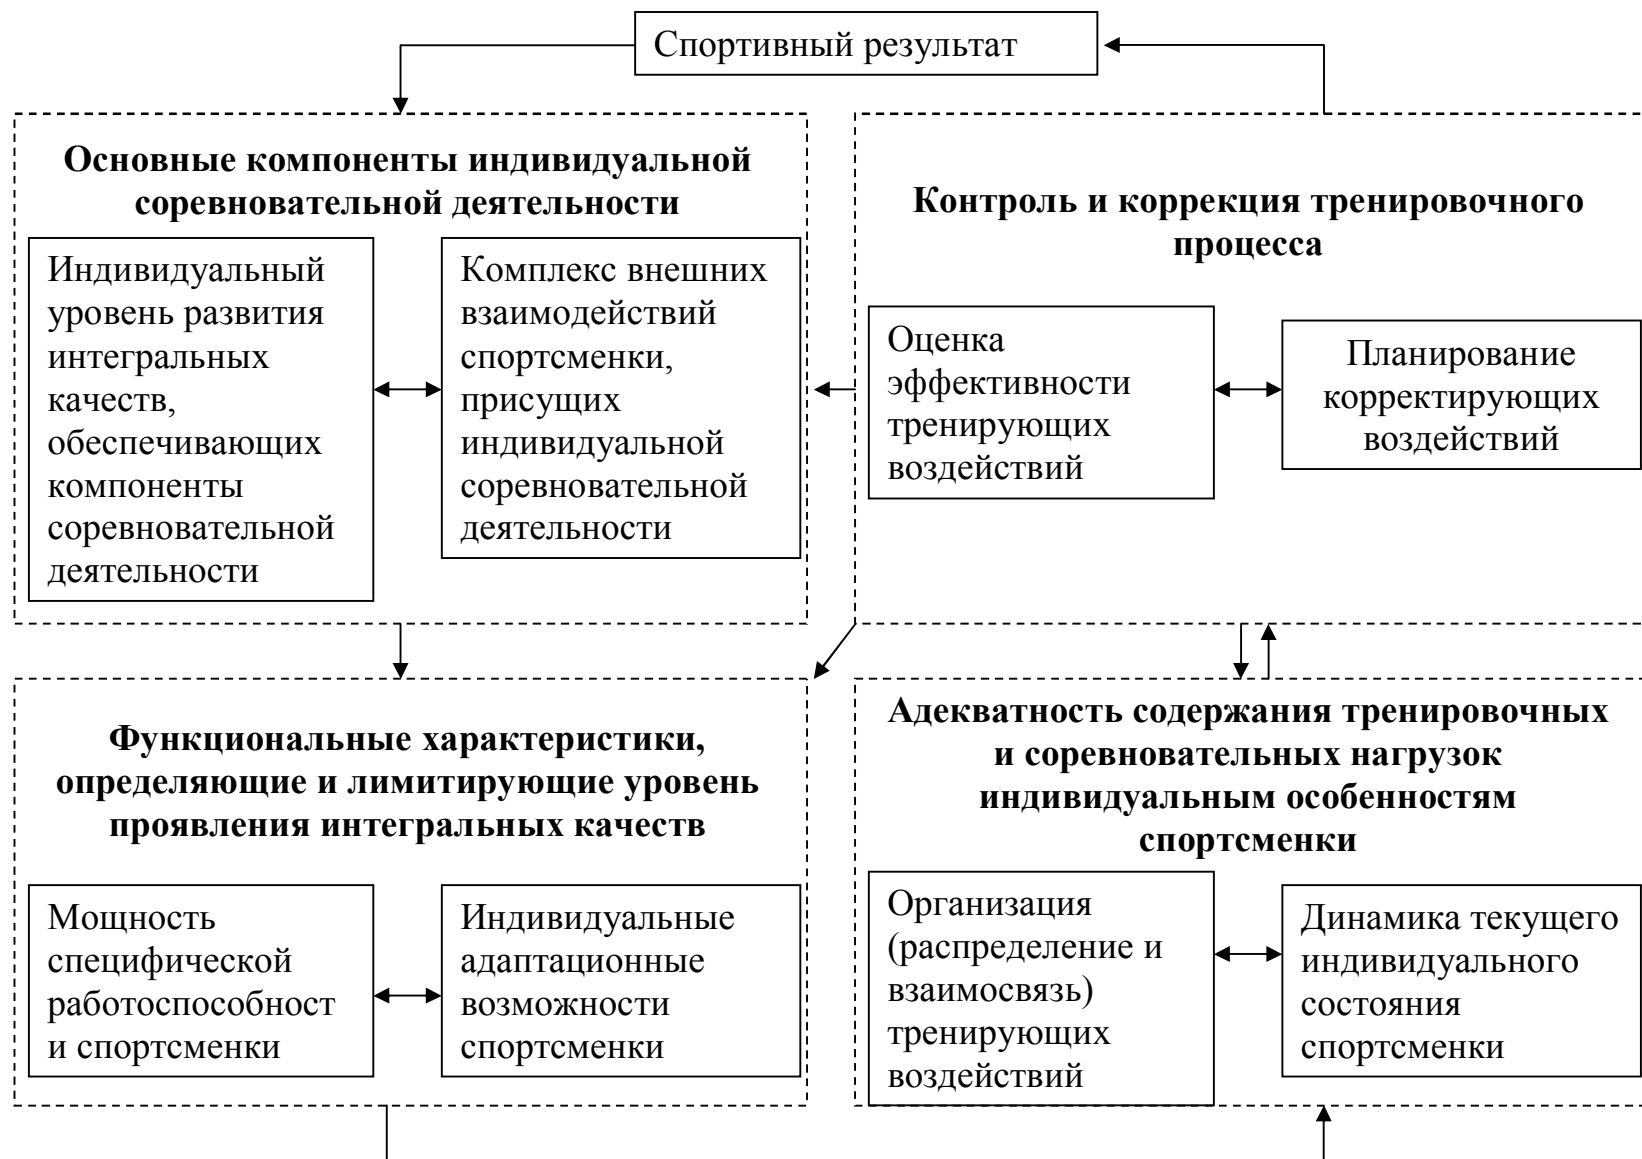 Спортивный результат
Основные компоненты индивидуальной
соревновательной деятельности
Индивидуальный
уровень развития
интегральных
качеств,
обеспечивающих
компоненты
соревновательной
деятельности
Комплекс внешних
взаимодействий
спортсменки,
присущих
индивидуальной
соревновательной
деятельности
Контроль и коррекция тренировочного
процесса
Оценка
эффективности
тренирующих
воздействий
Планирование
корректирующих
воздействий
Функциональные характеристики,
определяющие и лимитирующие уровень
проявления интегральных качеств
Мощность
специфической
работоспособност
и спортсменки
Индивидуальные
адаптационные
возможности
спортсменки
Адекватность содержания тренировочных
и соревновательных нагрузок
индивидуальным особенностям
спортсменки
Организация
(распределение и
взаимосвязь)
тренирующих
воздействий
Динамика текущего
индивидуального
состояния
спортсменки